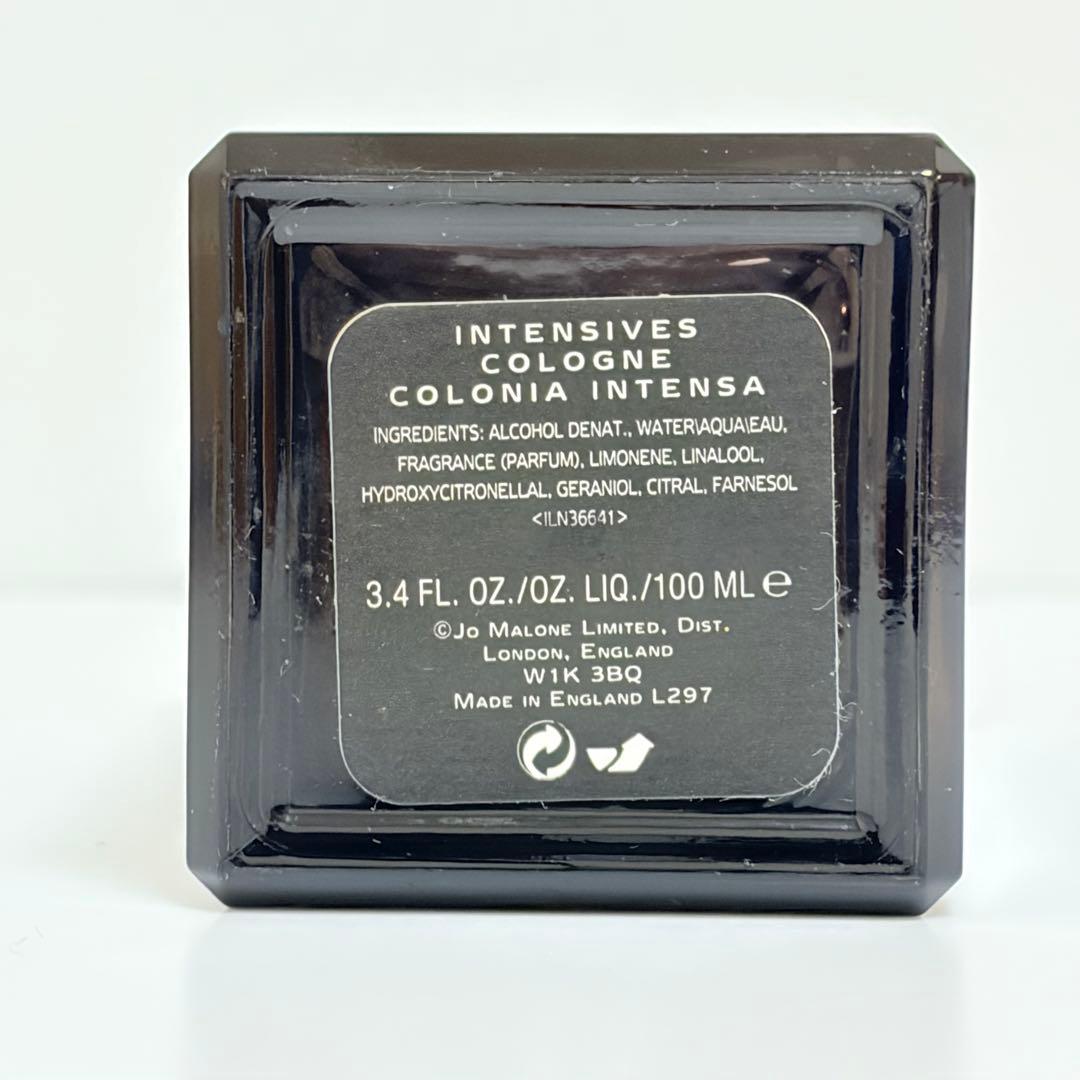 INTENSIVES
COLOGNE
COLONIA INTENSA
INGREDIENTS: ALCOHOL DENAT., WATER\AQUA\EAU,
FRAGRANCE (PARFUM), LIMONENE, LINALOOL,
HYDROXYCITRONELLAL, GERANIOL, CITRAL, FARNESOL
<ILN36641>
3.4 FL. OZ./OZ. LIQ./100 ML ℮
©JO MALONE LIMITED, DIST.
LONDON, ENGLAND
W1K 3BQ
MADE IN ENGLAND L297